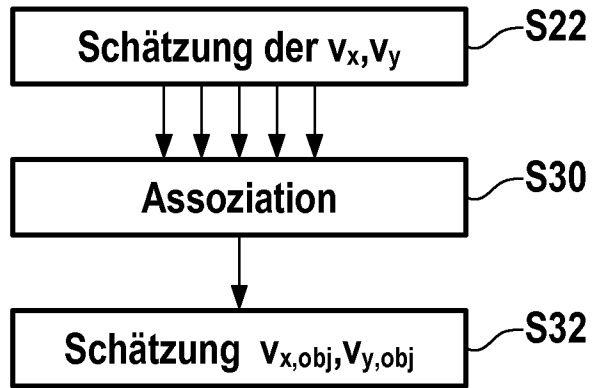 Schätzung der vx,vy
S22
Assoziation
S30
Schätzung vx,obj,vy,obj
S32